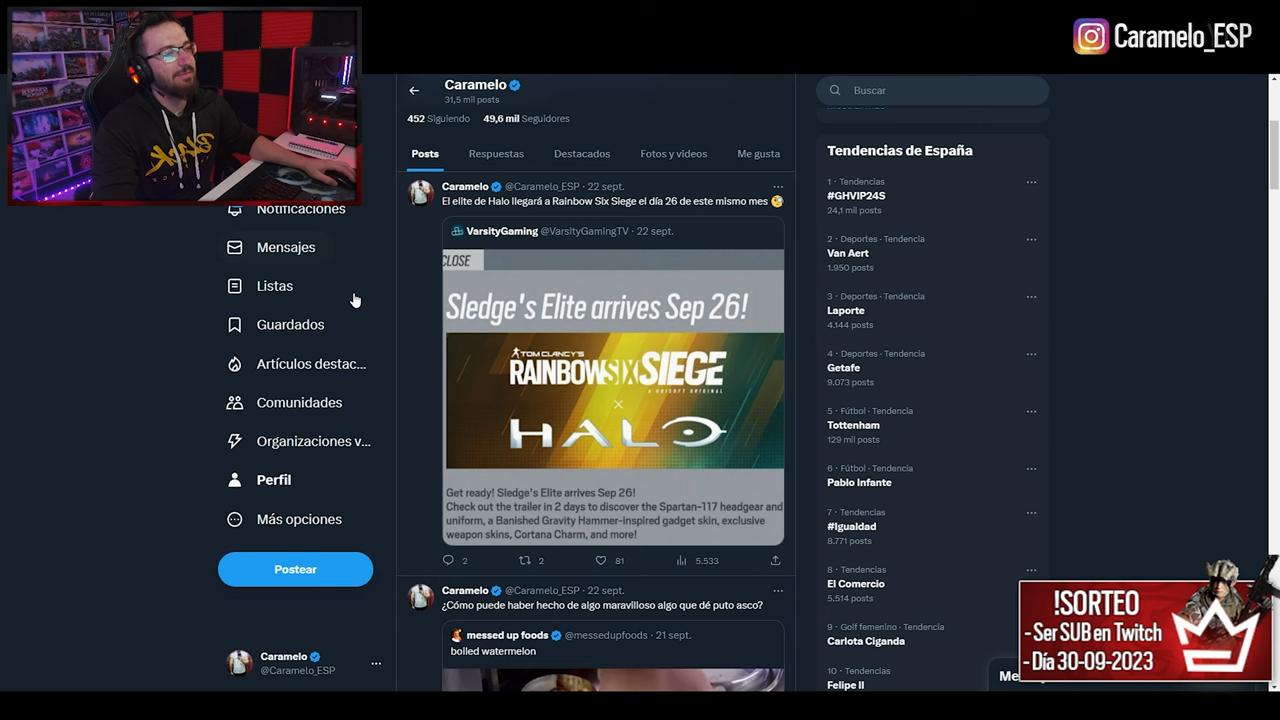 Caramelo_ESP
Notificaciones
Mensajes
Listas
Guardados
Artículos destac...
Comunidades
Organizaciones v...
Perfil
Más opciones
Postear
Caramelo
@Caramelo_ESP
Caramelo
31,5 mil posts
452 Siguiendo 49,6 mil Seguidores
Posts Respuestas Destacados Fotos y videos Me gusta
Caramelo @Caramelo_ESP · 22 sept.
El elite de Halo llegará a Rainbow Six Siege el día 26 de este mismo mes
VarsityGaming @VarsityGamingTV · 22 sept.
CLOSE
Sledge's Elite arrives Sep 26!
TOM CLANCY'S
RAINBOWSIX SIEGE
A UBISOFT ORIGINAL
×
HALO
Get ready! Sledge's Elite arrives Sep 26!
Check out the trailer in 2 days to discover the Spartan-117 headgear and
uniform, a Banished Gravity Hammer-inspired gadget skin, exclusive
weapon skins, Cortana Charm, and more!
2 2 81 5.533
Caramelo @Caramelo_ESP · 22 sept.
¿Cómo puede haber hecho de algo maravilloso algo que dé puto asco?
messed up foods @messedupfoods · 21 sept.
boiled watermelon
Buscar
Tendencias de España
1 · Tendencias
#GHVIP24S
24,1 mil posts
2 · Deportes · Tendencia
Van Aert
1.950 posts
3 · Deportes · Tendencia
Laporte
4.144 posts
4 · Deportes · Tendencia
Getafe
9.073 posts
5 · Fútbol · Tendencia
Tottenham
129 mil posts
6 · Fútbol · Tendencia
Pablo Infante
7 · Tendencias
#Igualdad
8.771 posts
8 · Tendencias
El Comercio
5.514 posts
9 · Golf femenino · Tendencia
Carlota Ciganda
10 · Tendencias
Felipe II
!SORTEO
- Ser SUB en Twitch
- Día 30-09-2023